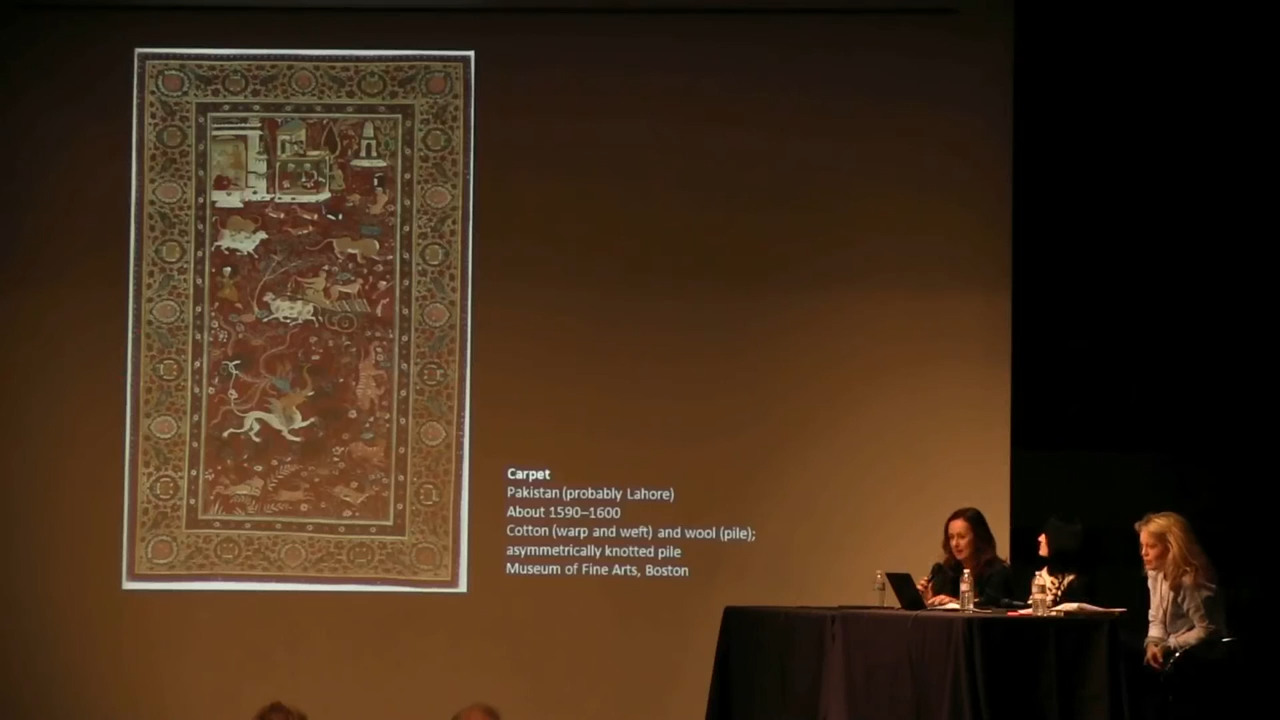 Carpet
Pakistan (probably Lahore)
About 1590–1600
Cotton (warp and weft) and wool (pile);
asymmetrically knotted pile
Museum of Fine Arts, Boston